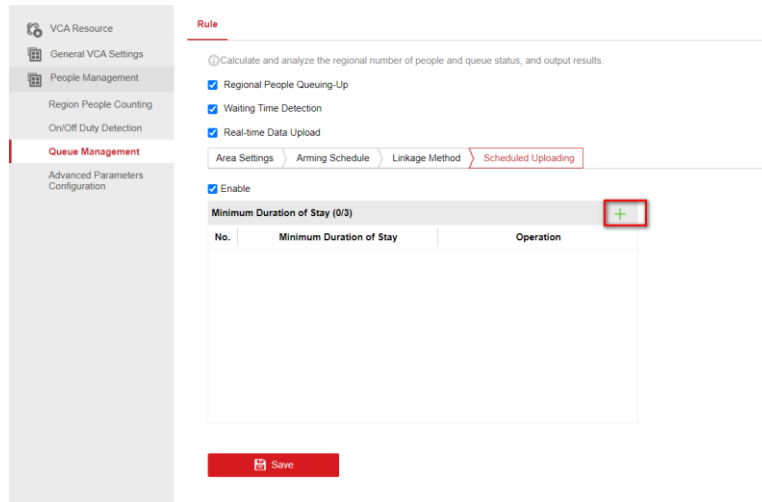 VCA Resource
General VCA Settings
People Management
Region People Counting
On/Off Duty Detection
Queue Management
Advanced Parameters
Configuration
Rule
Calculate and analyze the regional number of people and queue status, and output results.
Regional People Queuing-Up
Waiting Time Detection
Real-time Data Upload
Area Settings Arming Schedule Linkage Method Scheduled Uploading
Enable
Minimum Duration of Stay (0/3)
No. Minimum Duration of Stay Operation
Save